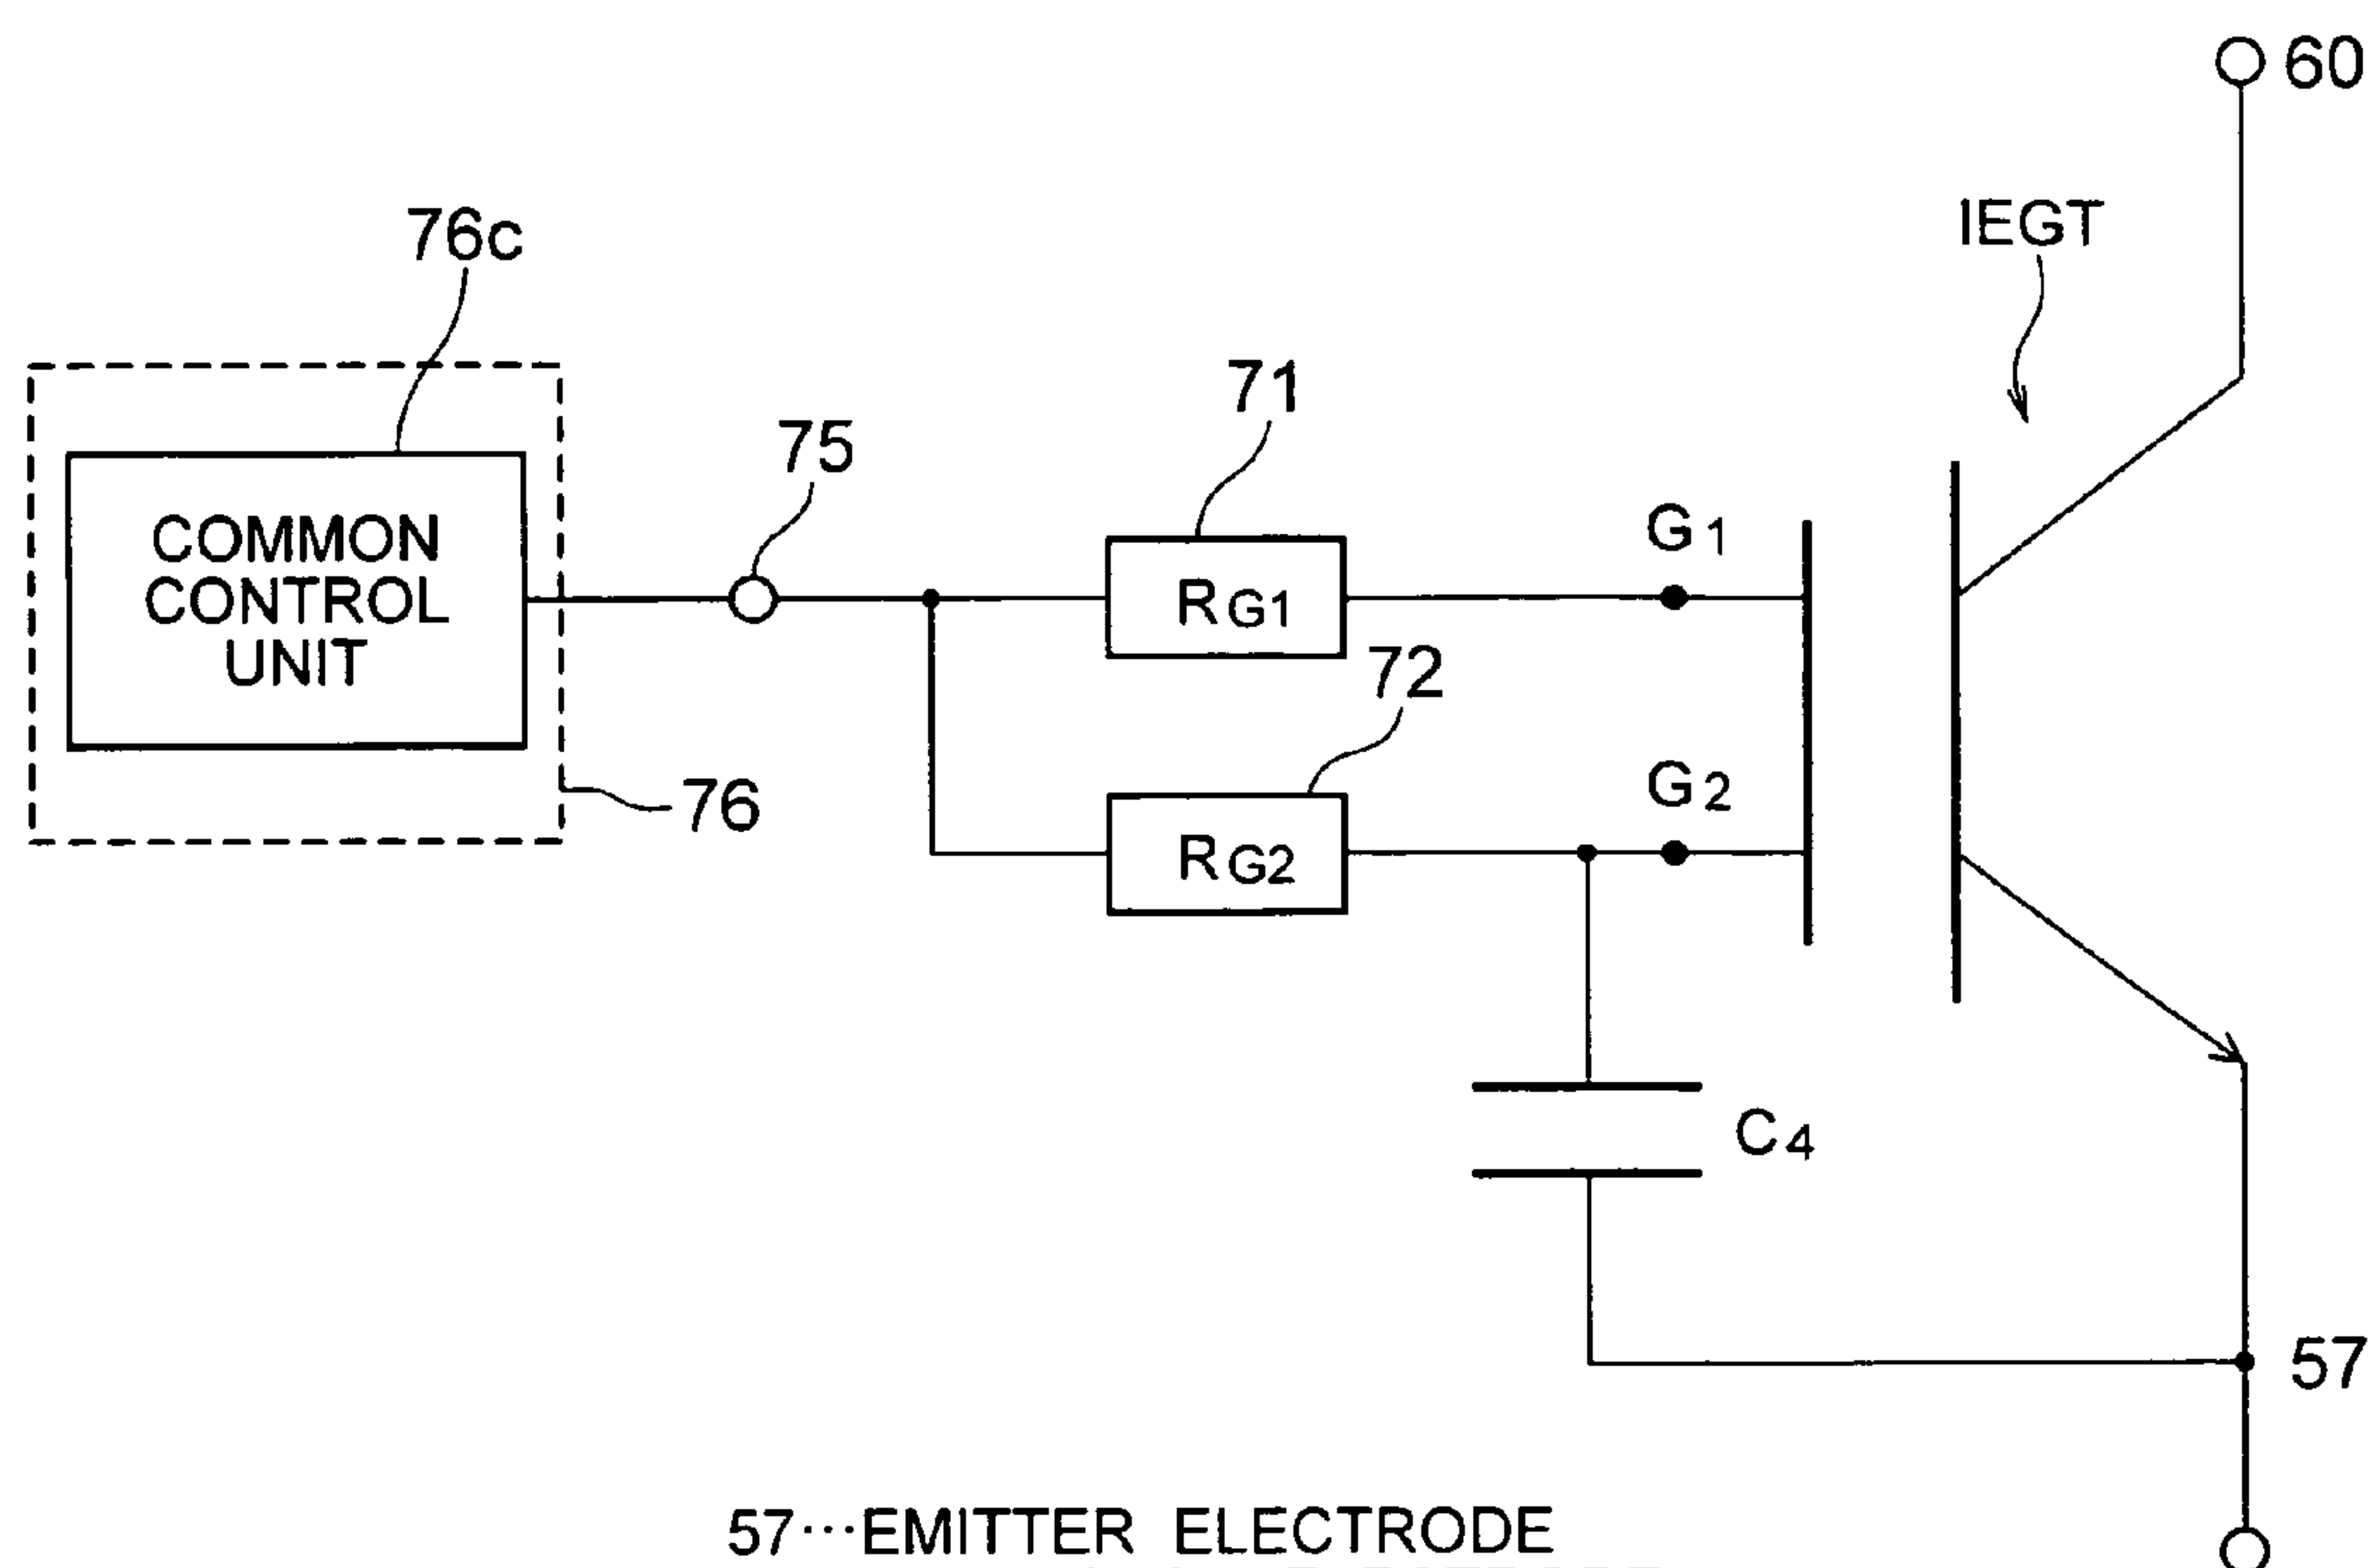 60
76c
IEGT
71
75
COMMON
CONTROL
UNIT
G1
RG1
72
76
G2
RG2
C4
57
57···EMITTER ELECTRODE